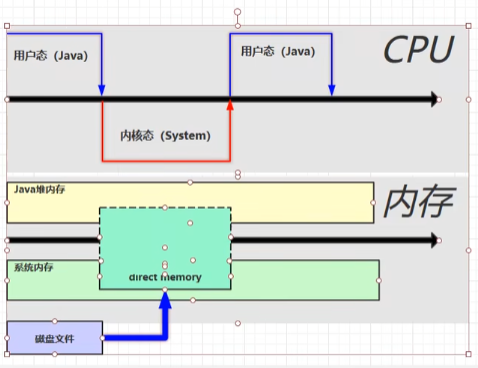 用户态（Java）
用户态（Java）
CPU
内核态（System）
Java堆内存
内存
系统内存
direct memory
磁盘文件